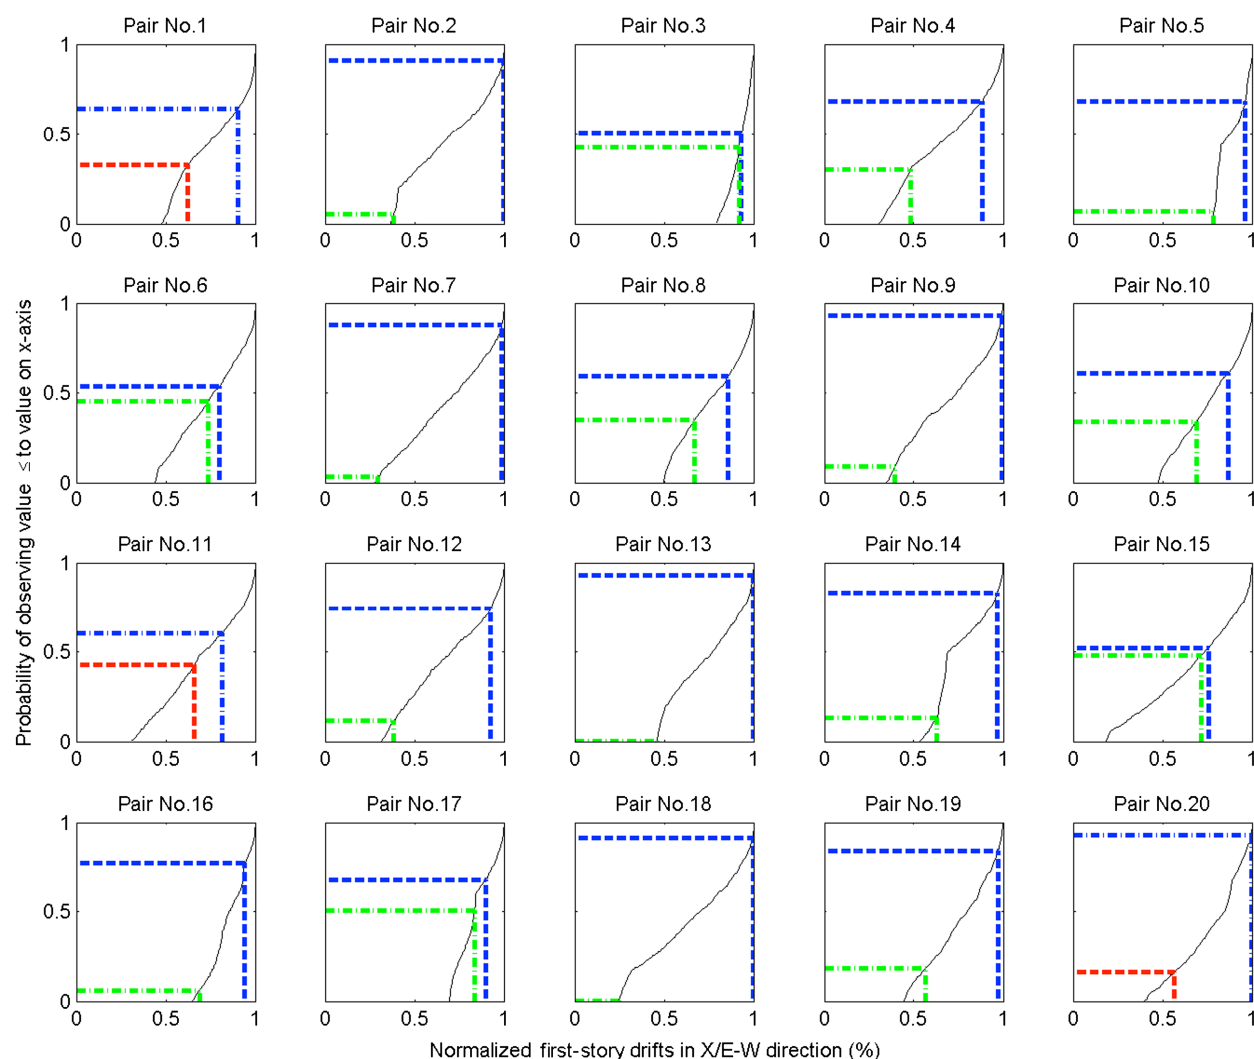 Pair No.1 Pair No.2 Pair No.3 Pair No.4 Pair No.5
1
0.5
0
0 0.5 1 0 0.5 1 0 0.5 1 0 0.5 1 0 0.5 1
Pair No.6 Pair No.7 Pair No.8 Pair No.9 Pair No.10
1
0.5
0
0 0.5 1 0 0.5 1 0 0.5 1 0 0.5 1 0 0.5 1
Pair No.11 Pair No.12 Pair No.13 Pair No.14 Pair No.15
1
0.5
0
0 0.5 1 0 0.5 1 0 0.5 1 0 0.5 1 0 0.5 1
Pair No.16 Pair No.17 Pair No.18 Pair No.19 Pair No.20
1
0.5
0
0 0.5 1 0 0.5 1 0 0.5 1 0 0.5 1 0 0.5 1
Probability of observing value ≤ to value on x-axis
Normalized first-story drifts in X/E-W direction (%)